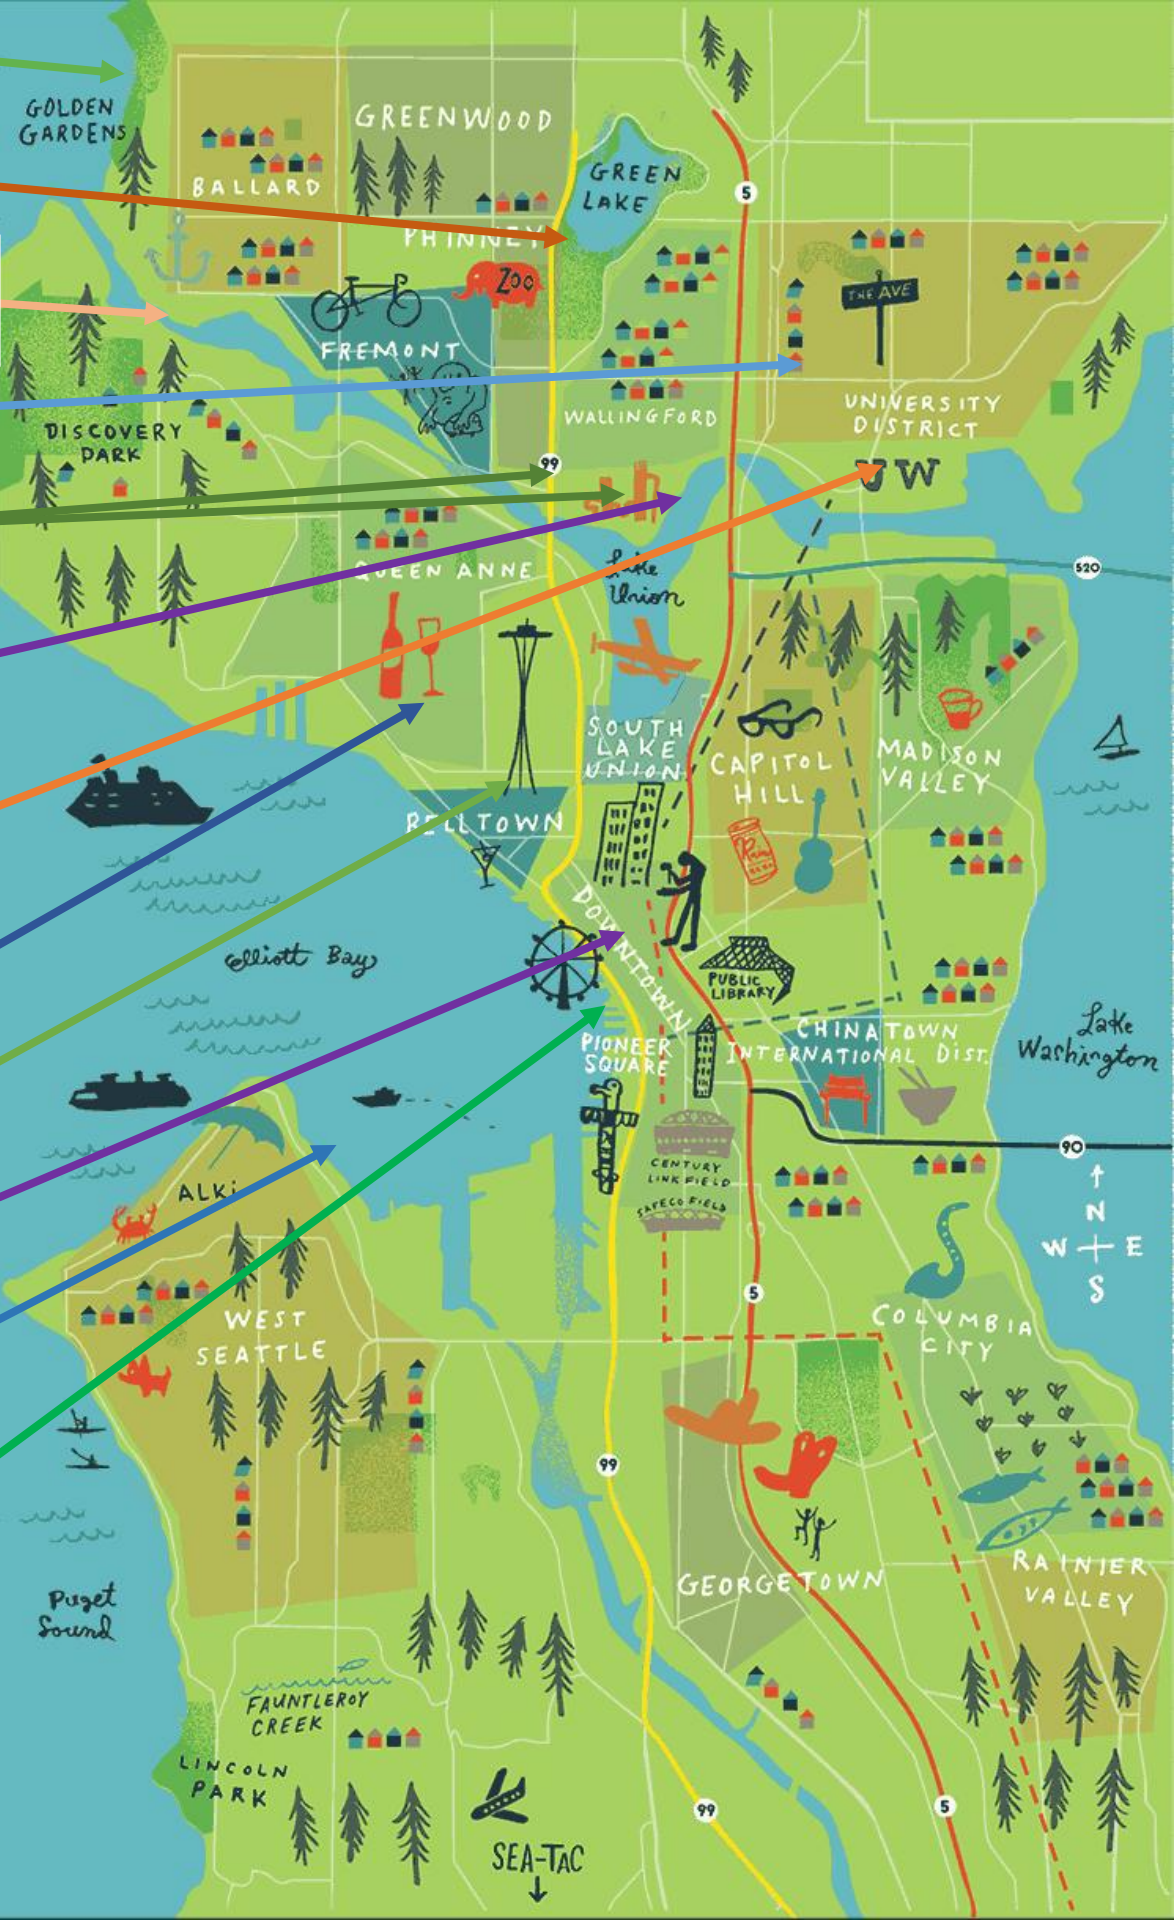 GOLDEN
GARDENS
GREENWOOD
BALLARD
GREEN
LAKE
5
PHINNEY
ZOO
THE AVE
FREMONT
UNIVERSITY
DISTRICT
WALLINGFORD
DISCOVERY
PARK
99
UW
QUEEN ANNE
Lake
Union
520
SOUTH
LAKE
UNION
CAPITOL
HILL
MADISON
VALLEY
BELLTOWN
Rainier
DOWNTOWN
Elliott Bay
PUBLIC
LIBRARY
PIONEER
SQUARE
CHINATOWN
INTERNATIONAL DIST.
Lake
Washington
90
CENTURY
LINK FIELD
SAFECO FIELD
ALKI
N
W E
S
5
WEST
SEATTLE
COLUMBIA
CITY
99
GEORGETOWN
RAINIER
VALLEY
Puget
Sound
FAUNTLEROY
CREEK
LINCOLN
PARK
99
5
SEA-TAC